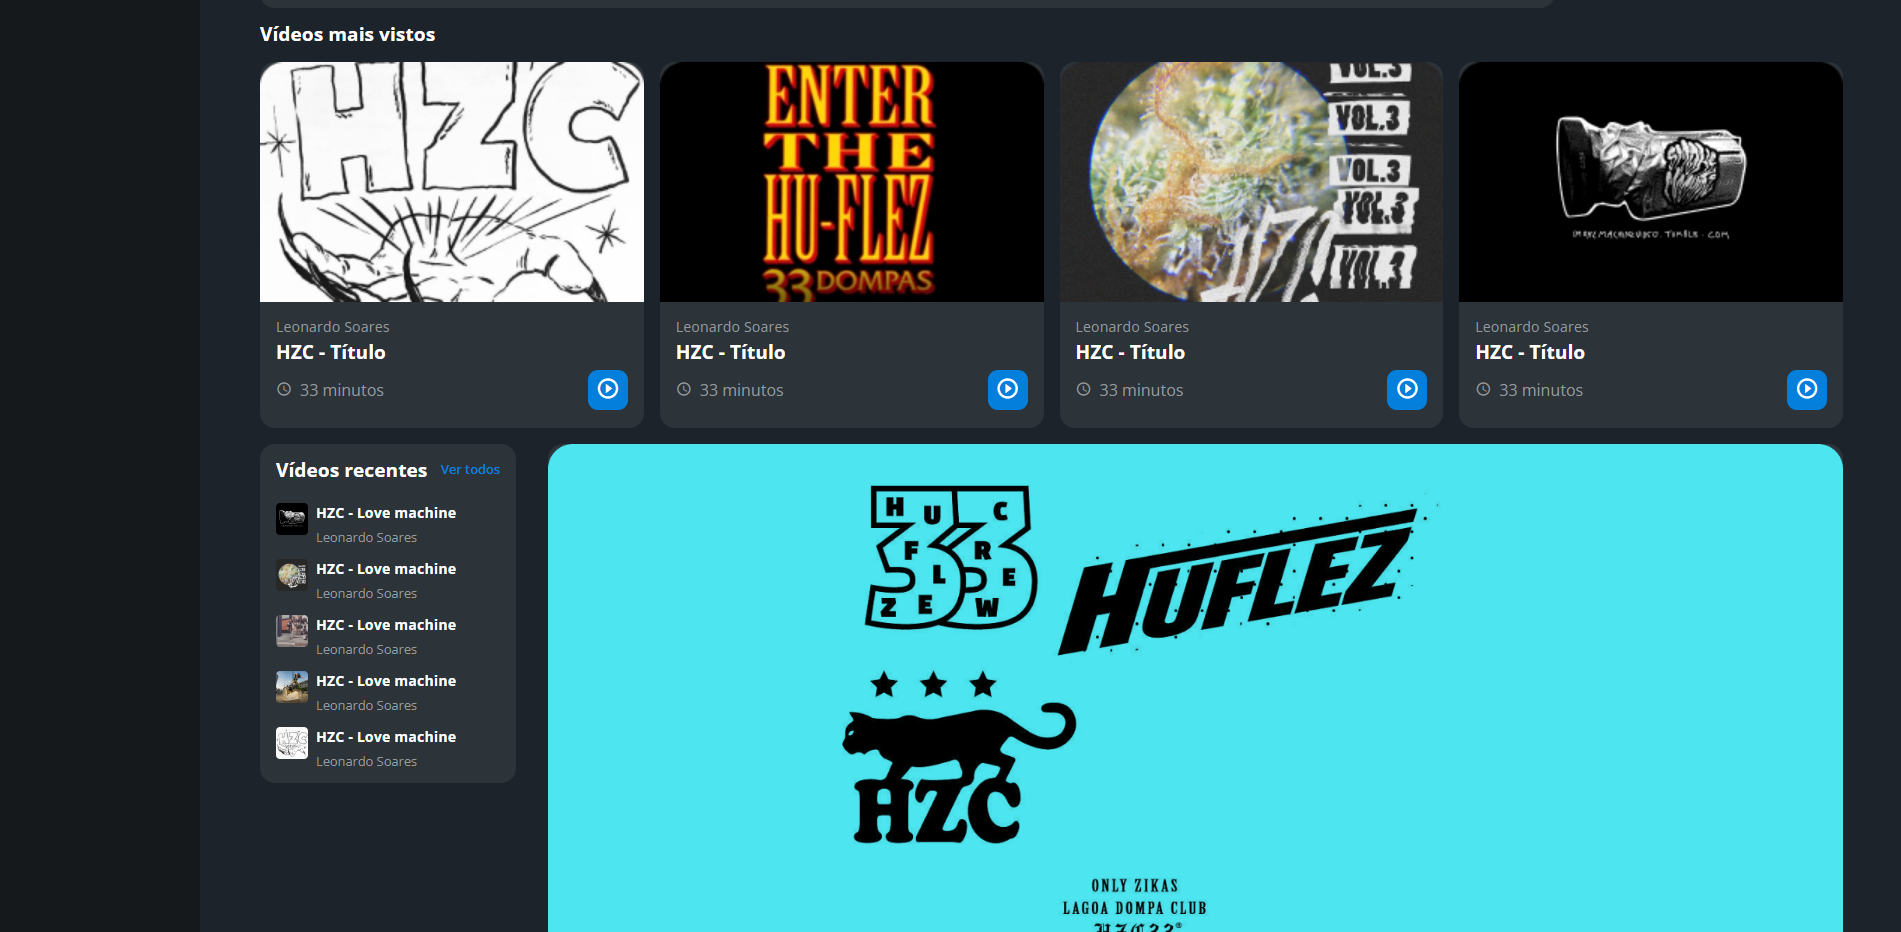 Vídeos mais vistos
HZC
ENTER
THE
HU-FLEZ
33 DOMPAS
VOL.3
VOL.3
VOL.3
VOL.3
VOL.3
HZC
Leonardo Soares
HZC - Título
33 minutos
Leonardo Soares
HZC - Título
33 minutos
Leonardo Soares
HZC - Título
33 minutos
Leonardo Soares
HZC - Título
33 minutos
Vídeos recentes Ver todos
HZC - Love machine
Leonardo Soares
HZC - Love machine
Leonardo Soares
HZC - Love machine
Leonardo Soares
HZC - Love machine
Leonardo Soares
HZC - Love machine
Leonardo Soares
HUFLEZ CREW
HUFLEZ
HZC
ONLY ZIKAS
LAGOA DOMPA CLUB
HZC33®